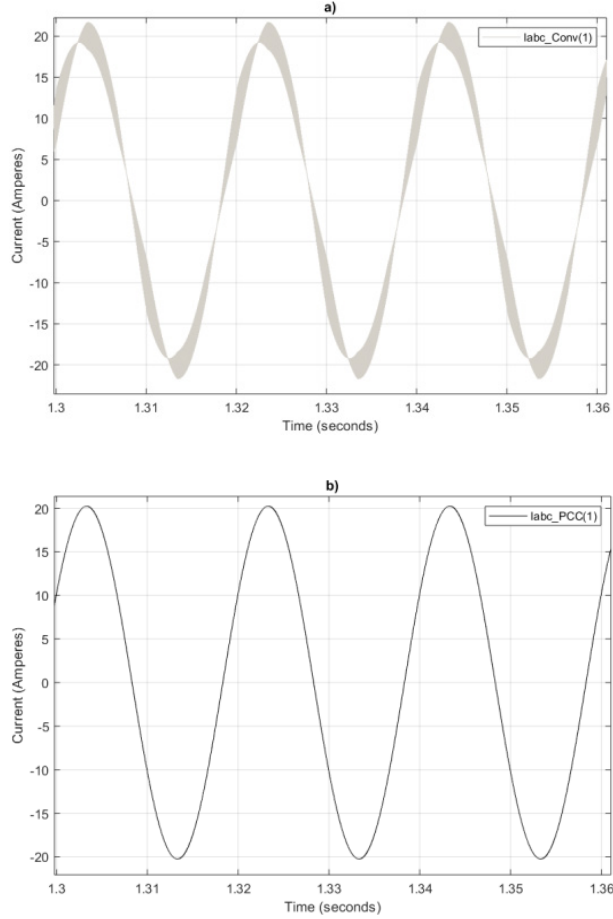 a)
Iabc_Conv(1)
20
15
10
5
0
-5
-10
-15
-20
Current (Amperes)
1.3 1.31 1.32 1.33 1.34 1.35 1.36
Time (seconds)
b)
Iabc_PCC(1)
20
15
10
5
0
-5
-10
-15
-20
Current (Amperes)
1.3 1.31 1.32 1.33 1.34 1.35 1.36
Time (seconds)